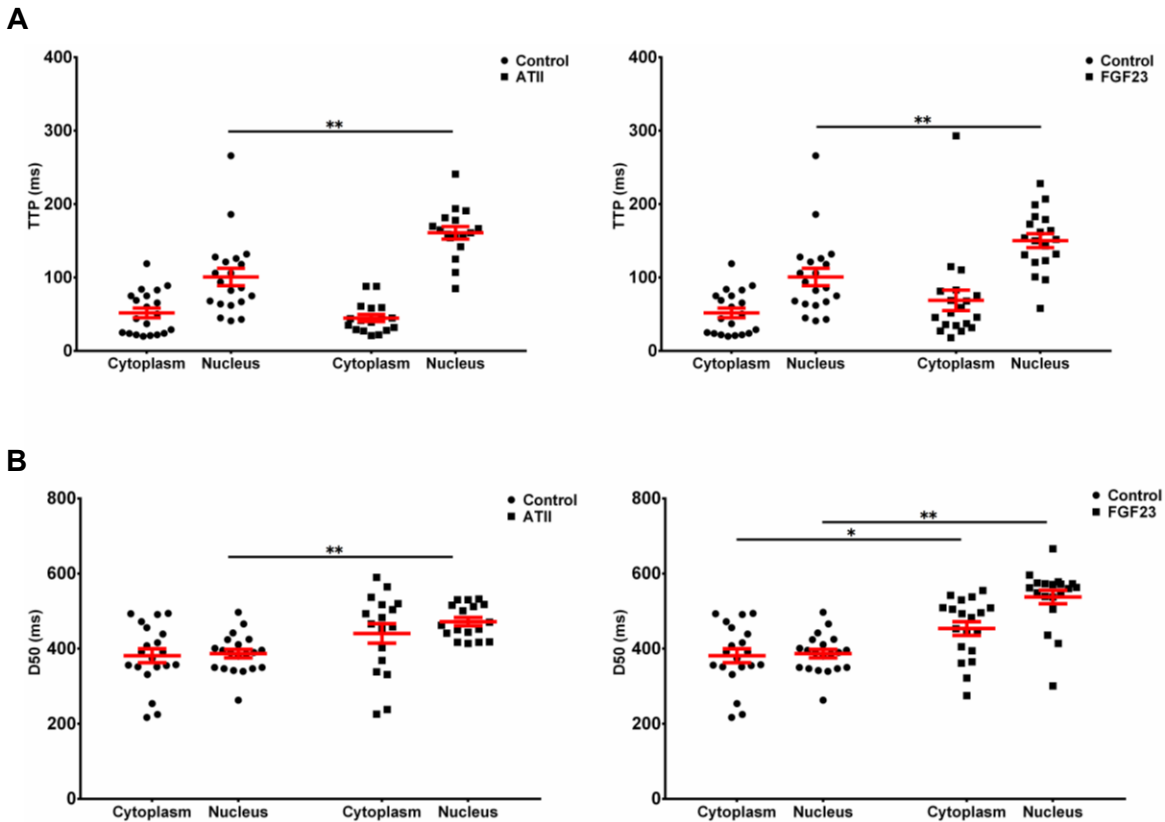 A
400
300
200
100
0
TTP (ms)
Control
ATII
**
Cytoplasm Nucleus Cytoplasm Nucleus
400
300
200
100
0
TTP (ms)
Control
FGF23
**
Cytoplasm Nucleus Cytoplasm Nucleus
B
800
600
400
200
0
D50 (ms)
Control
ATII
**
Cytoplasm Nucleus Cytoplasm Nucleus
800
600
400
200
0
D50 (ms)
Control
FGF23
**
*
Cytoplasm Nucleus Cytoplasm Nucleus